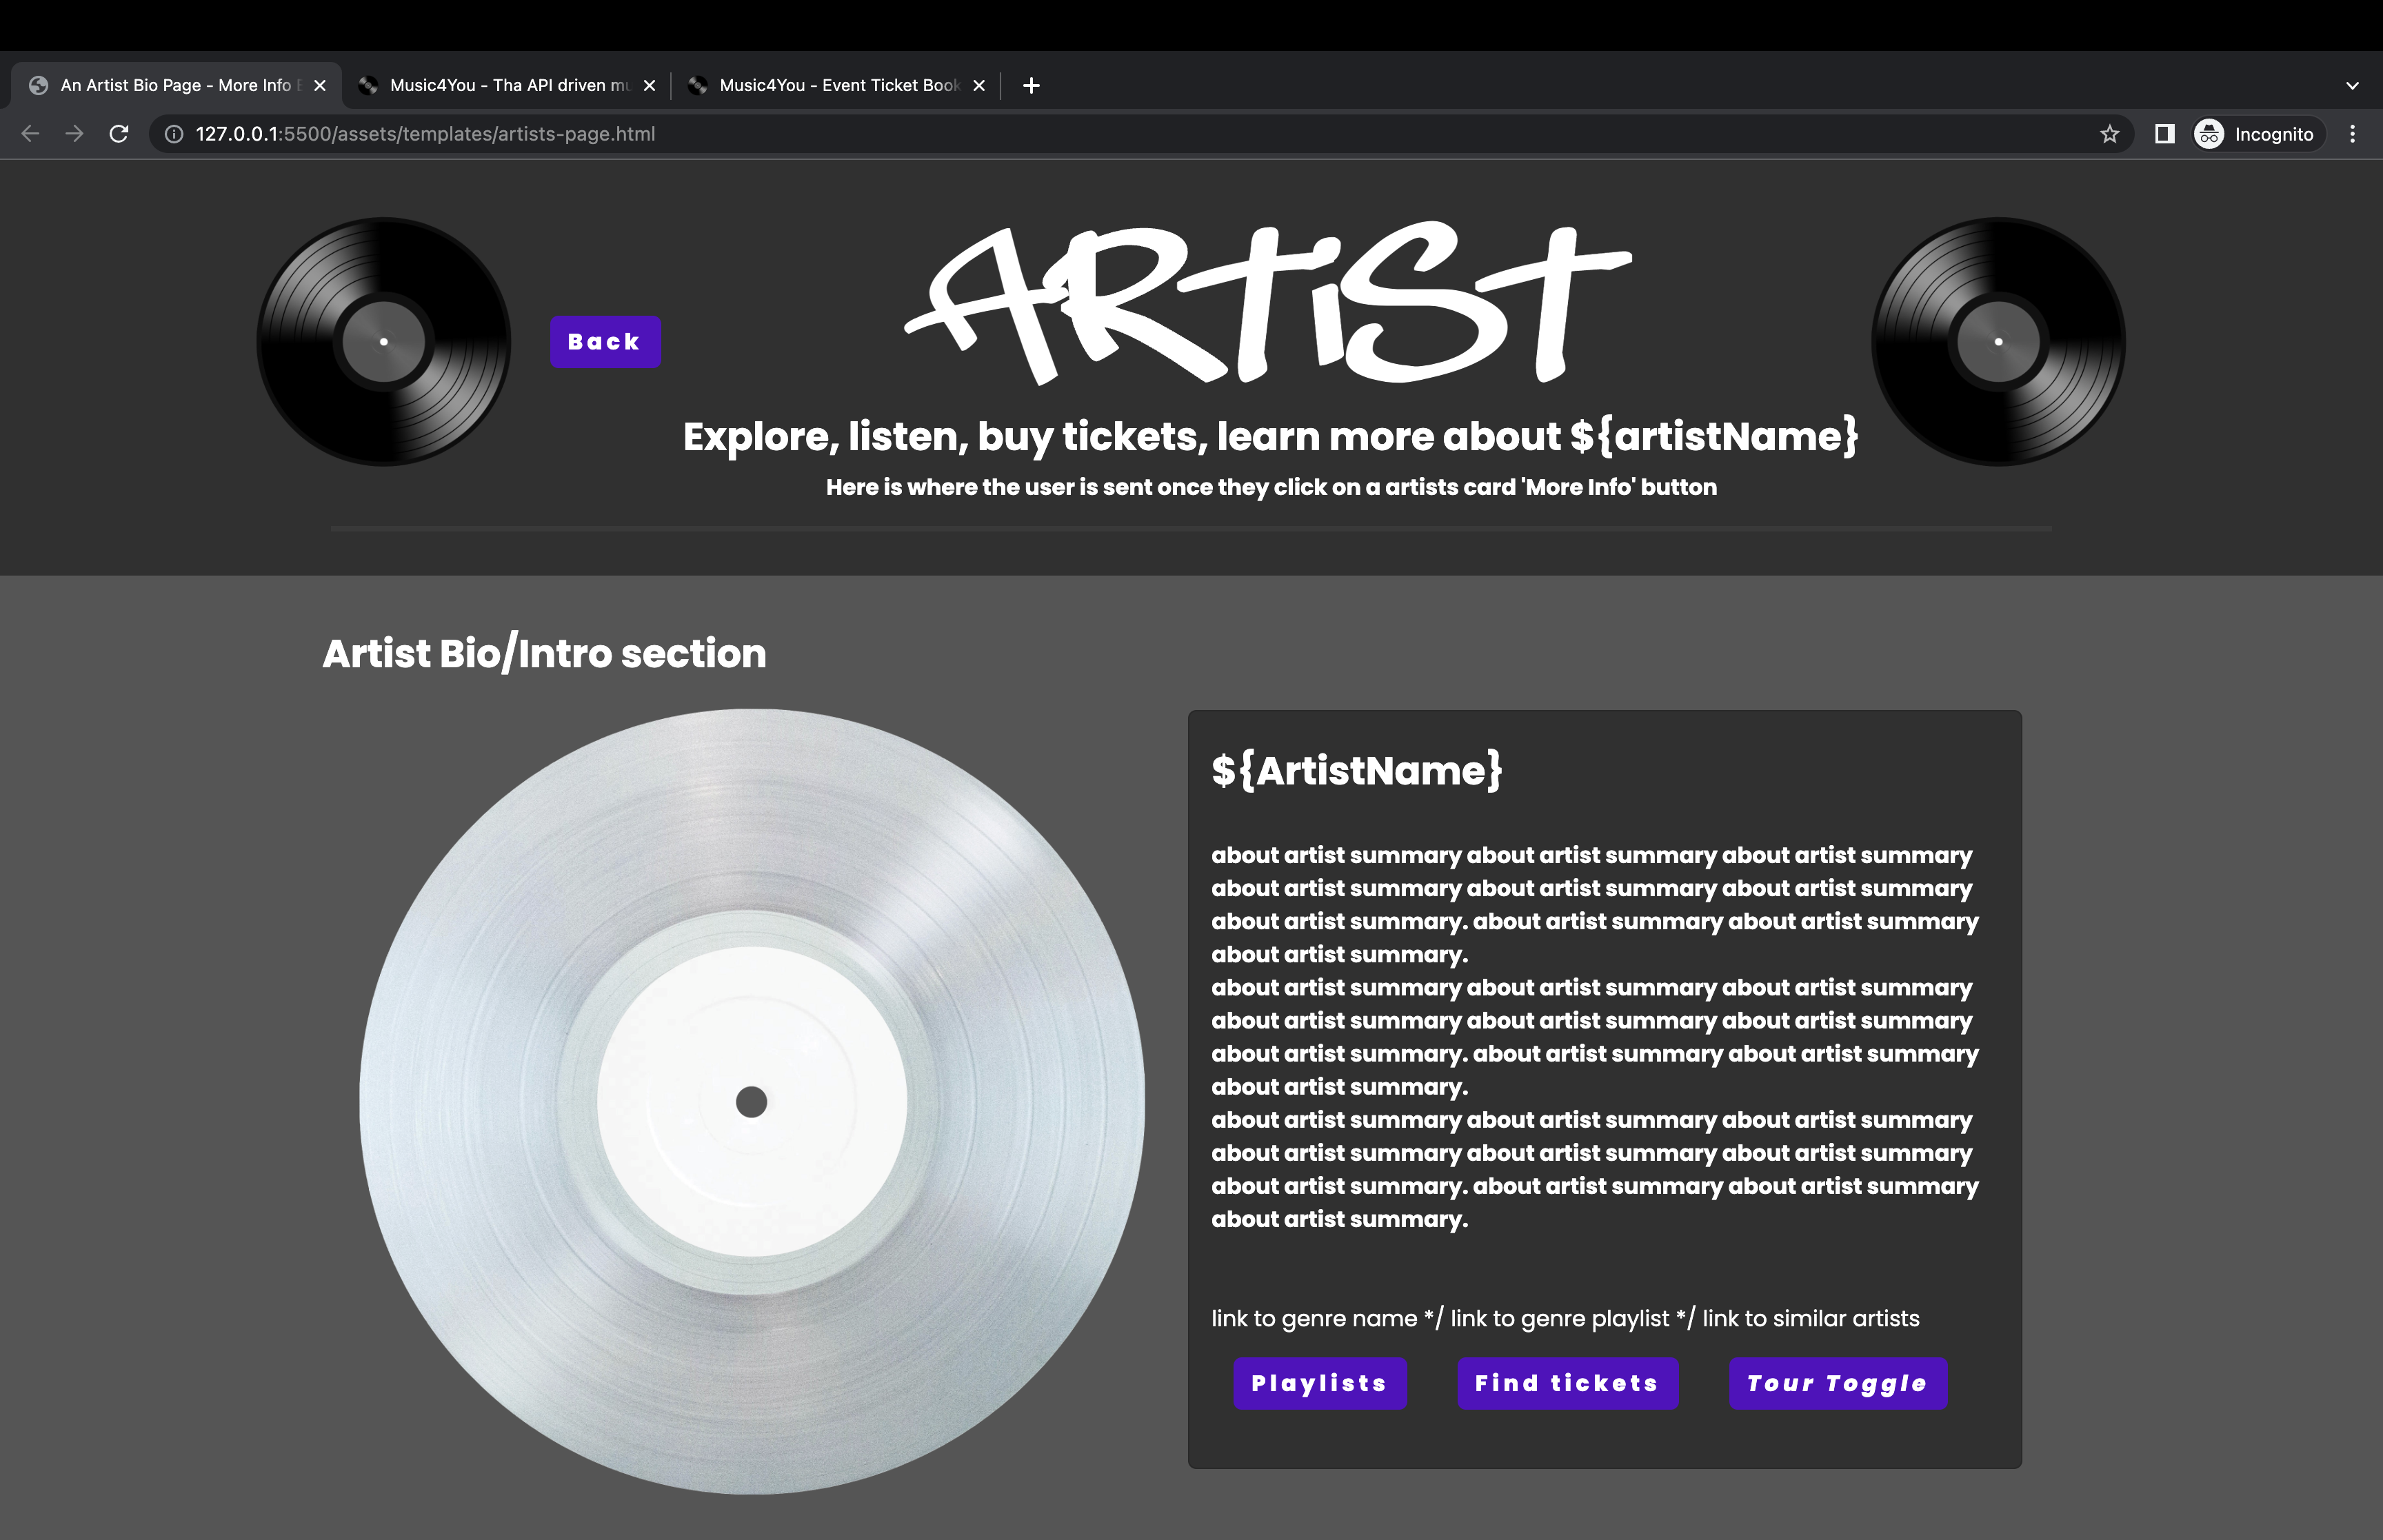 An Artist Bio Page - More Info
Music4You - Tha API driven mu
Music4You - Event Ticket Book
127.0.0.1:5500/assets/templates/artists-page.html
Incognito
ARTiST
Back
Explore, listen, buy tickets, learn more about ${artistName}
Here is where the user is sent once they click on a artists card 'More Info' button
Artist Bio/Intro section
${ArtistName}
about artist summary about artist summary about artist summary
about artist summary about artist summary about artist summary
about artist summary. about artist summary about artist summary
about artist summary.
about artist summary about artist summary about artist summary
about artist summary about artist summary about artist summary
about artist summary. about artist summary about artist summary
about artist summary.
about artist summary about artist summary about artist summary
about artist summary about artist summary about artist summary
about artist summary. about artist summary about artist summary
about artist summary.
link to genre name */ link to genre playlist */ link to similar artists
Playlists
Find tickets
Tour Toggle